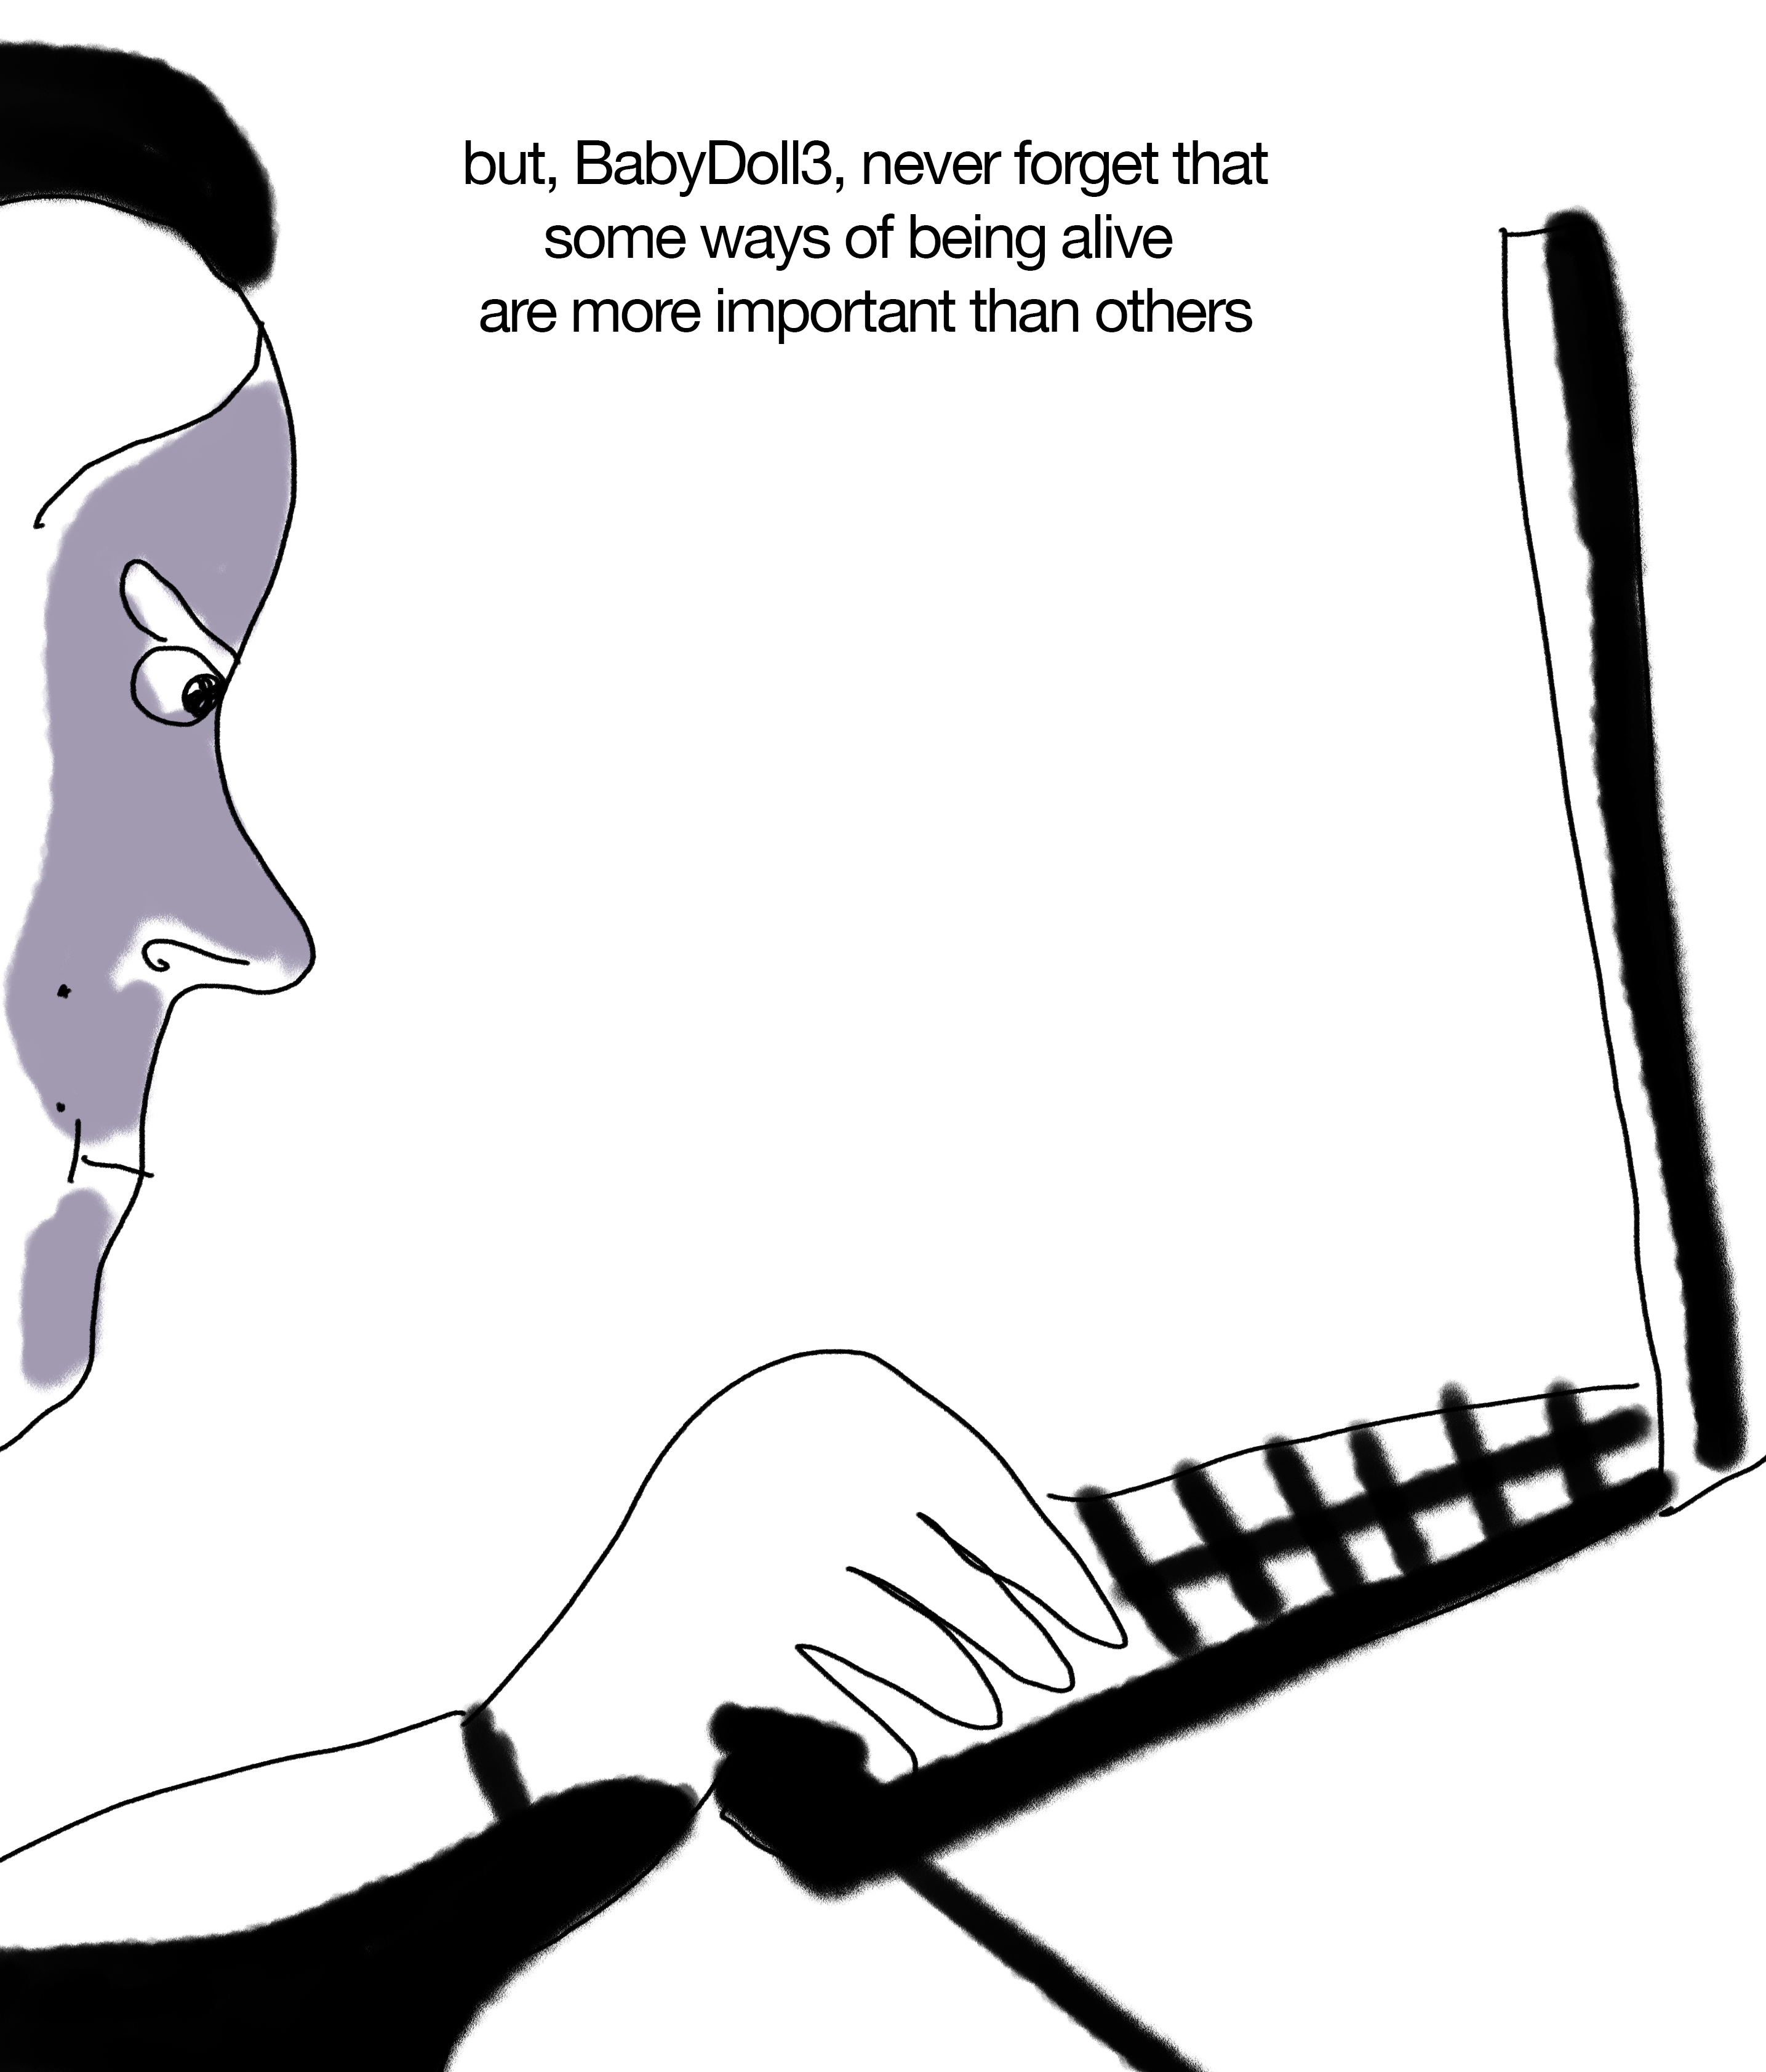 but, BabyDoll3, never forget that
some ways of being alive
are more important than others